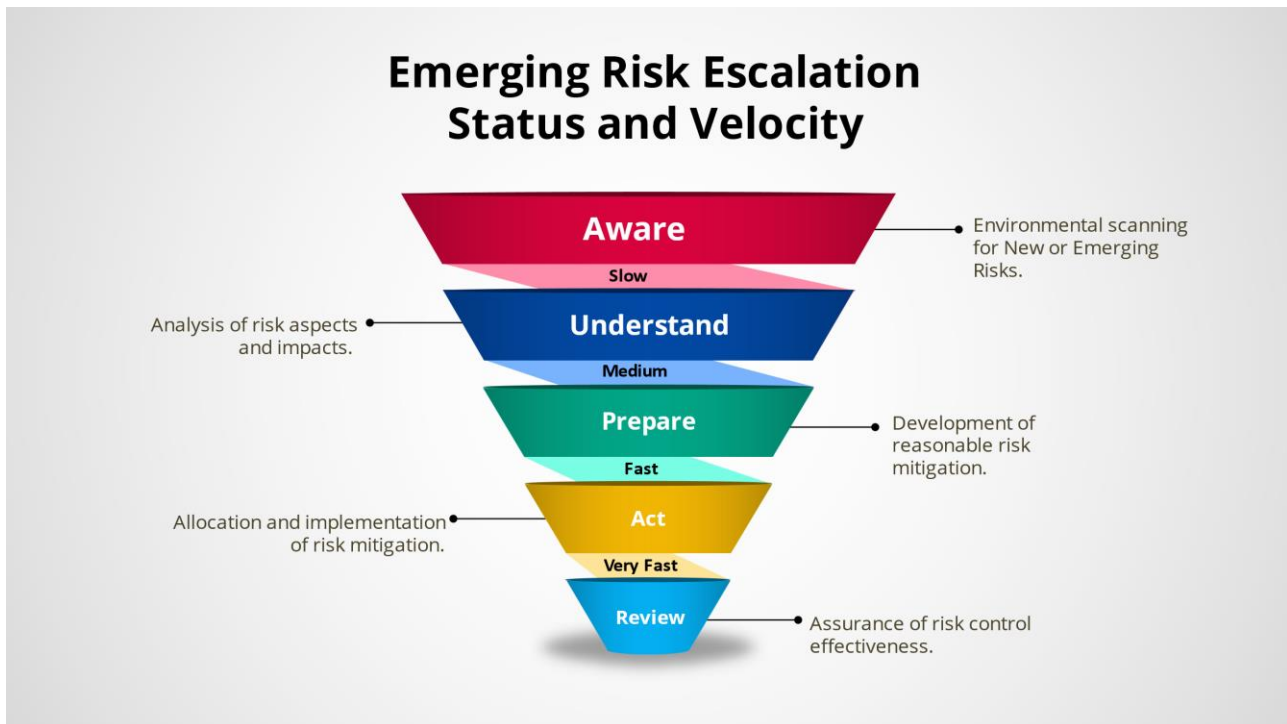 Emerging Risk Escalation
Status and Velocity
Aware
Environmental scanning
for New or Emerging
Risks.
Slow
Understand
Analysis of risk aspects
and impacts.
Medium
Prepare
Development of
reasonable risk
mitigation.
Fast
Act
Allocation and implementation
of risk mitigation.
Very Fast
Review
Assurance of risk control
effectiveness.